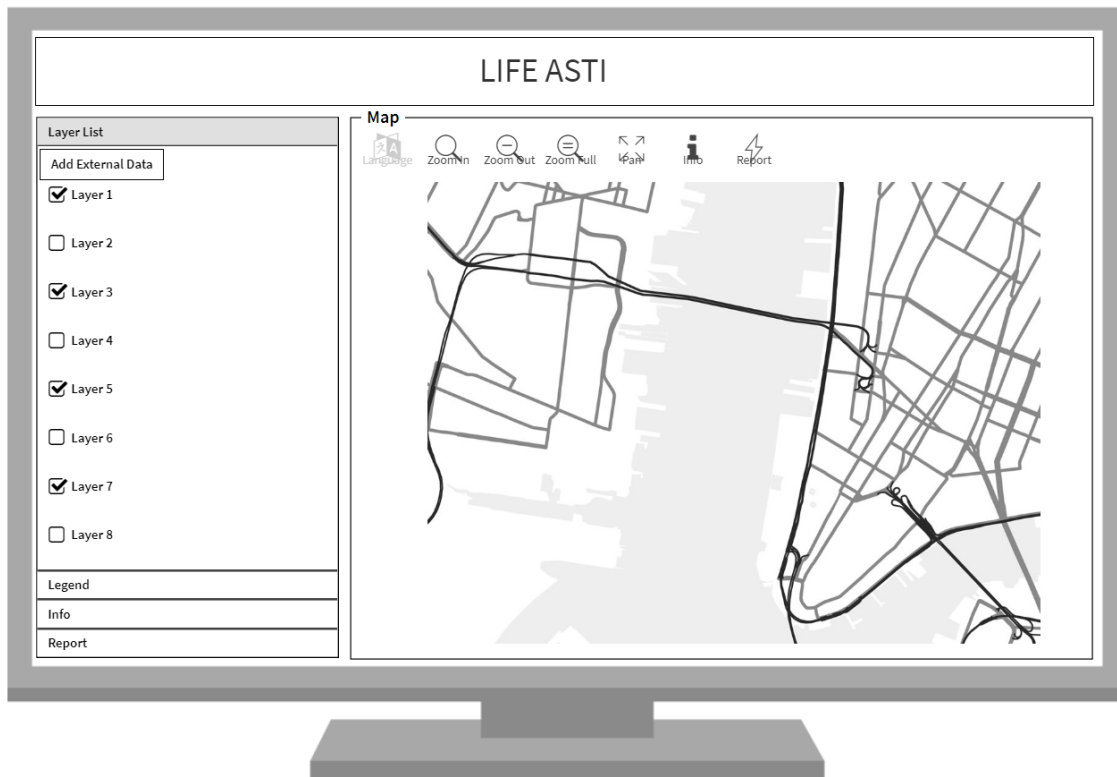 LIFE ASTI
Layer List
Add External Data
Layer 1
Layer 2
Layer 3
Layer 4
Layer 5
Layer 6
Layer 7
Layer 8
Legend
Info
Report
Map
Language Zoom In Zoom Out Zoom Full Pan Info Report